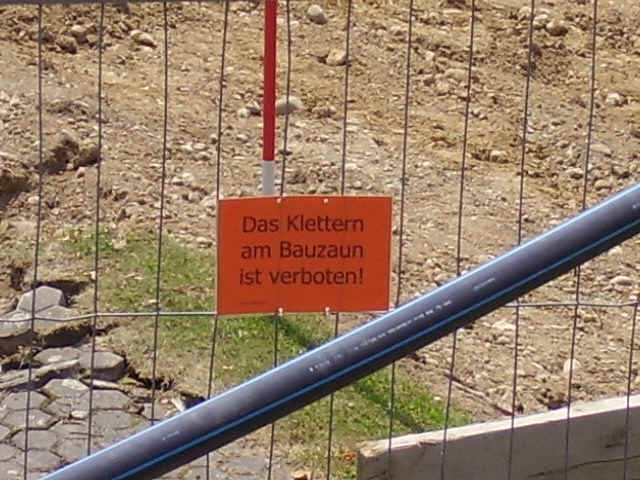 Das Klettern
am Bauzaun
ist verboten!